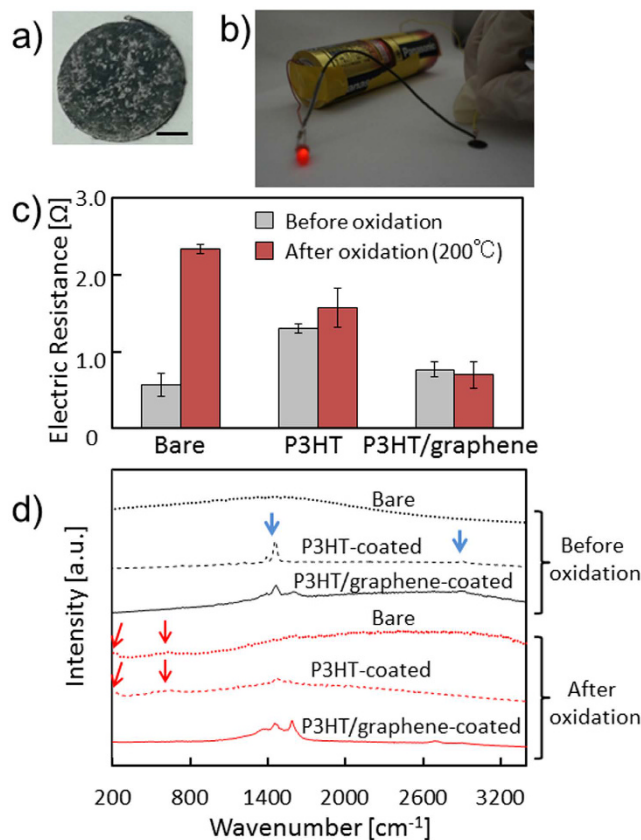 a)
b)
Panasonic
c)
Electric Resistance [Ω]
3.0
2.0
1.0
0
Before oxidation
After oxidation (200℃)
Bare
P3HT
P3HT/graphene
d)
Intensity [a.u.]
Bare
P3HT-coated
P3HT/graphene-coated
Before
oxidation
Bare
P3HT-coated
P3HT/graphene-coated
After
oxidation
200
800
1400
2000
2600
3200
Wavenumber [cm⁻¹]